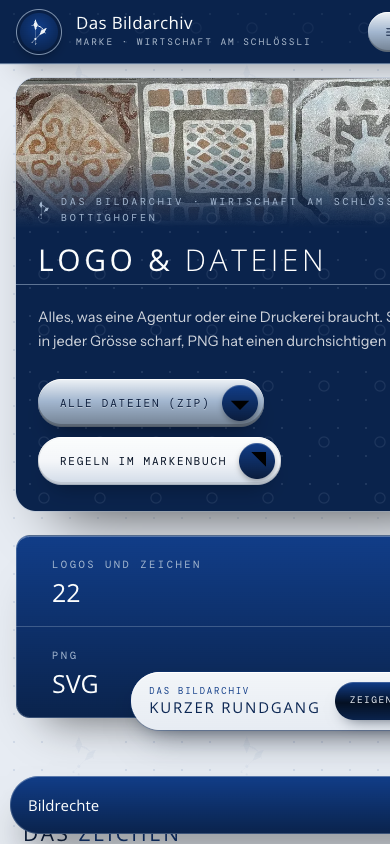 Das Bildarchiv
MARKE · WIRTSCHAFT AM SCHLÖSSLI
DAS BILDARCHIV · WIRTSCHAFT AM SCHLÖSS
BOTTIGHOFEN
LOGO & DATEIEN
Alles, was eine Agentur oder eine Druckerei braucht. S
in jeder Grösse scharf, PNG hat einen durchsichtigen
ALLE DATEIEN (ZIP)
REGELN IM MARKENBUCH
LOGOS UND ZEICHEN
22
PNG
SVG
DAS BILDARCHIV
KURZER RUNDGANG
ZEIGEN
Bildrechte
DAS ZEICHEN